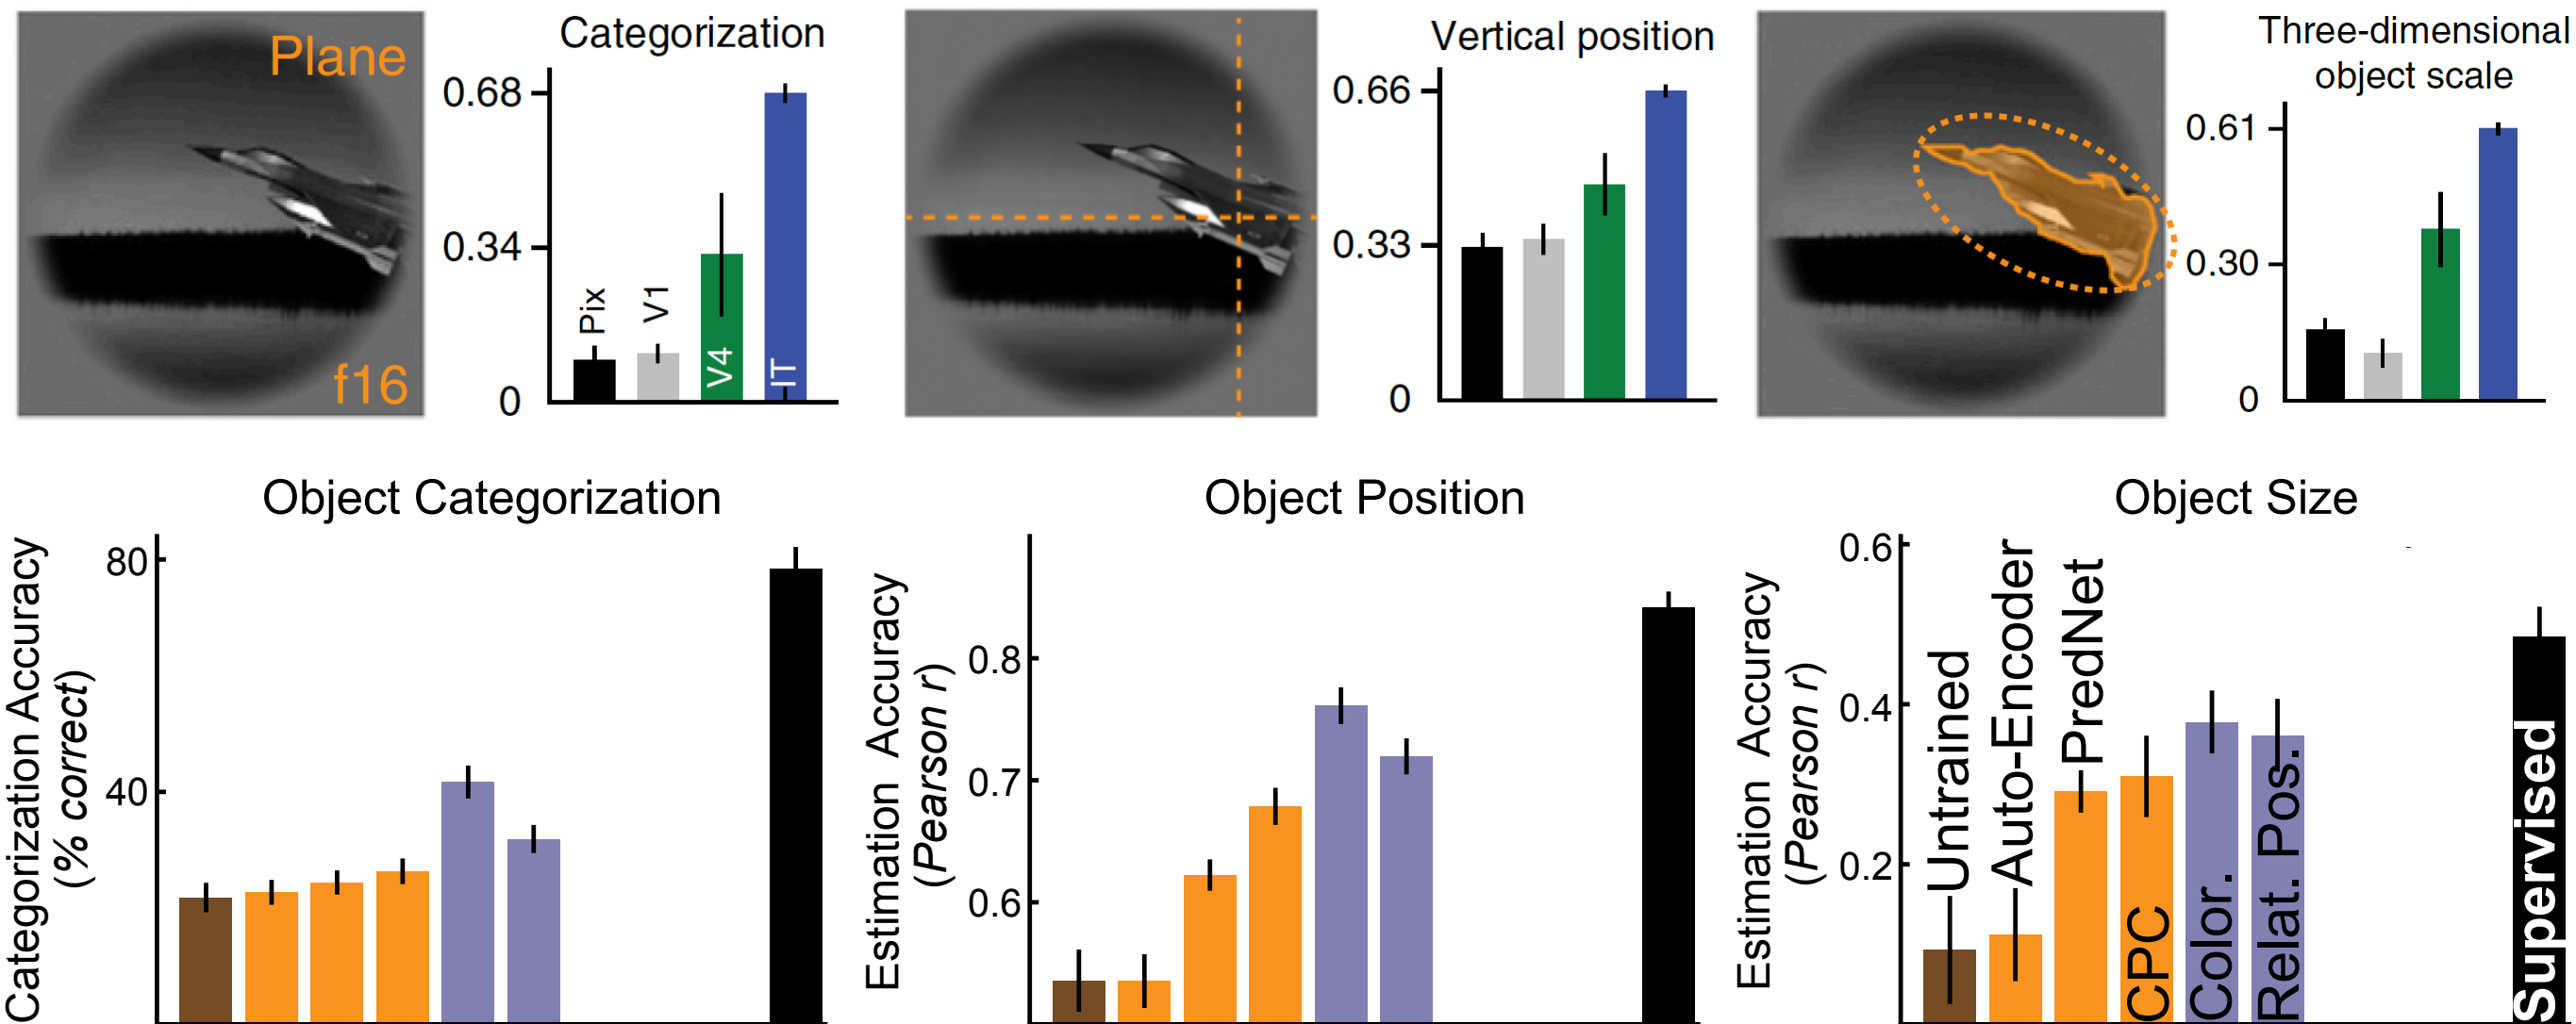 Plane
f16
Categorization
0.68
0.34
0
Pix
V1
V4
IT
Vertical position
0.66
0.33
0
Three-dimensional
object scale
0.61
0.30
0
Object Categorization
Categorization Accuracy
(% correct)
80
40
Object Position
Estimation Accuracy
(Pearson r)
0.8
0.7
0.6
Object Size
Estimation Accuracy
(Pearson r)
0.6
0.4
0.2
Untrained
Auto-Encoder
PredNet
CPC
Color.
Relat. Pos.
Supervised